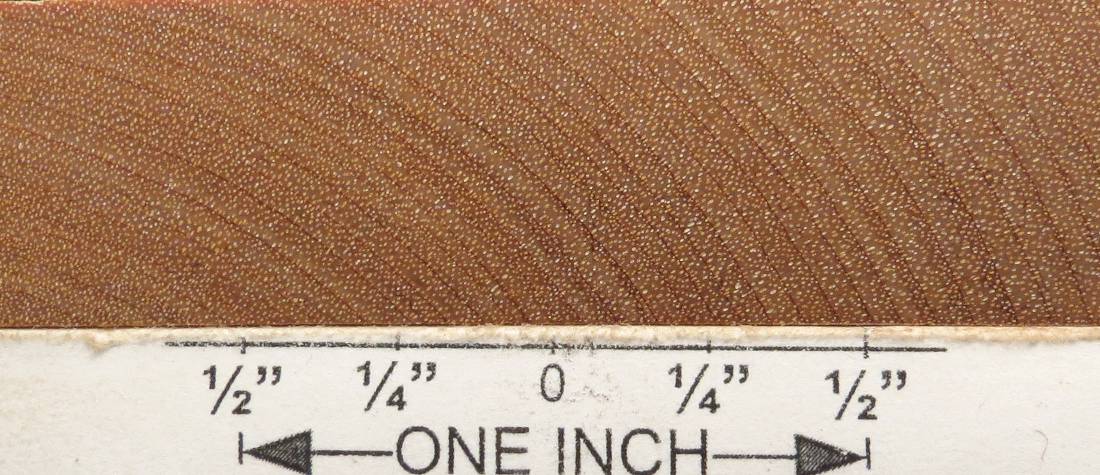 ½” ¼” 0 ¼” ½”
ONE INCH